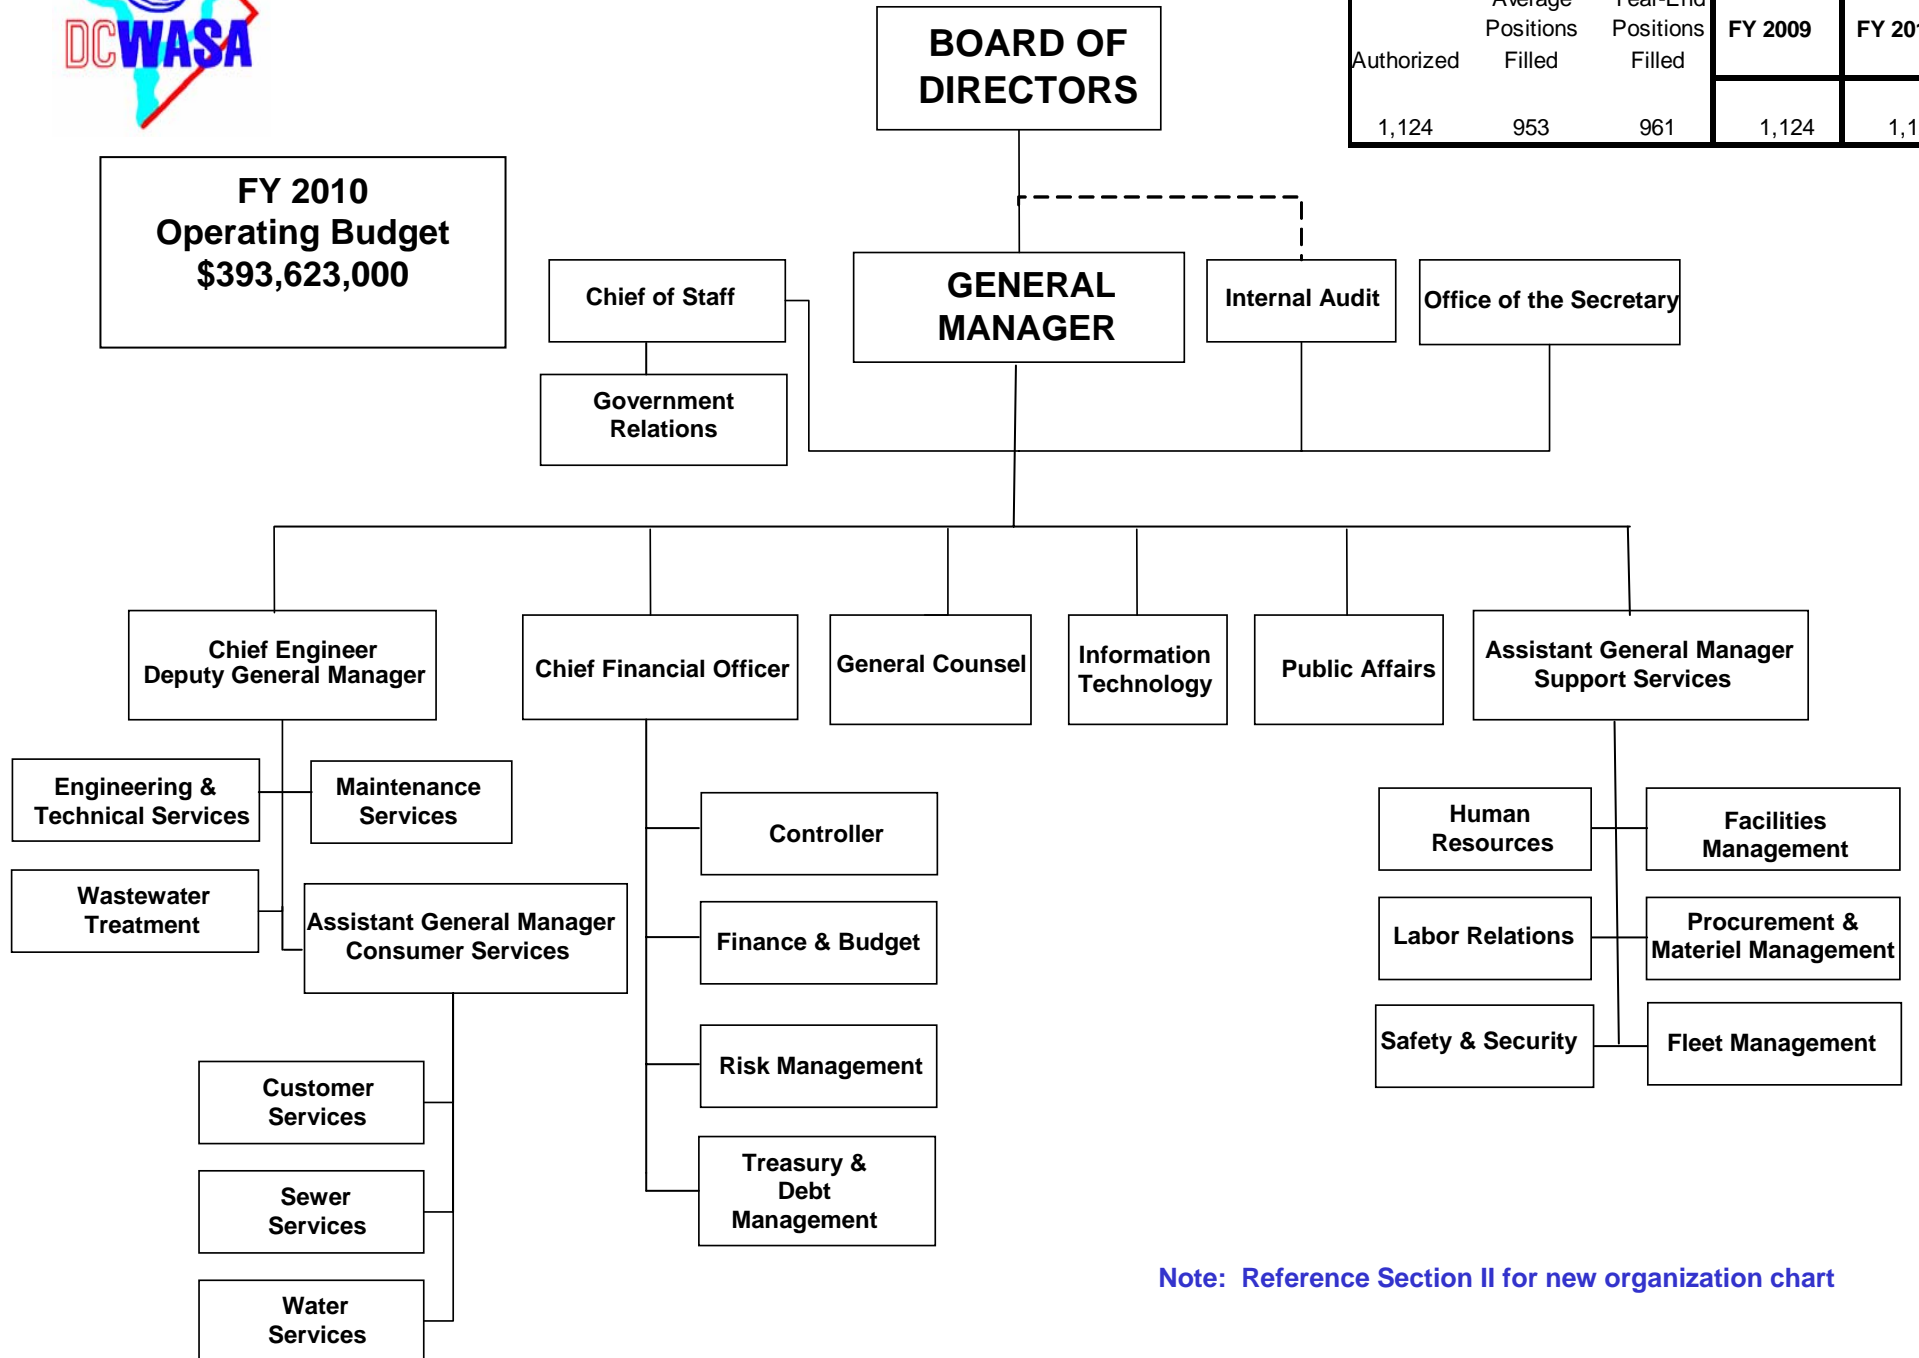 DCWASA
BOARD OF
DIRECTORS
Average
Year-End
Positions
Positions
FY 2009
Authorized
Filled
Filled
1,124
953
961
1,124
FY 2010
Operating Budget
$393,623,000
Chief of Staff
GENERAL
MANAGER
Internal Audit
Office of the Secretary
Government
Relations
Chief Engineer
Deputy General Manager
Chief Financial Officer
General Counsel
Information
Technology
Public Affairs
Assistant General Manager
Support Services
Engineering &
Technical Services
Maintenance
Services
Wastewater
Treatment
Assistant General Manager
Consumer Services
Customer
Services
Sewer
Services
Water
Services
Controller
Finance & Budget
Risk Management
Treasury &
Debt
Management
Human
Resources
Facilities
Management
Labor Relations
Procurement &
Materiel Management
Safety & Security
Fleet Management
Note: Reference Section II for new organization chart